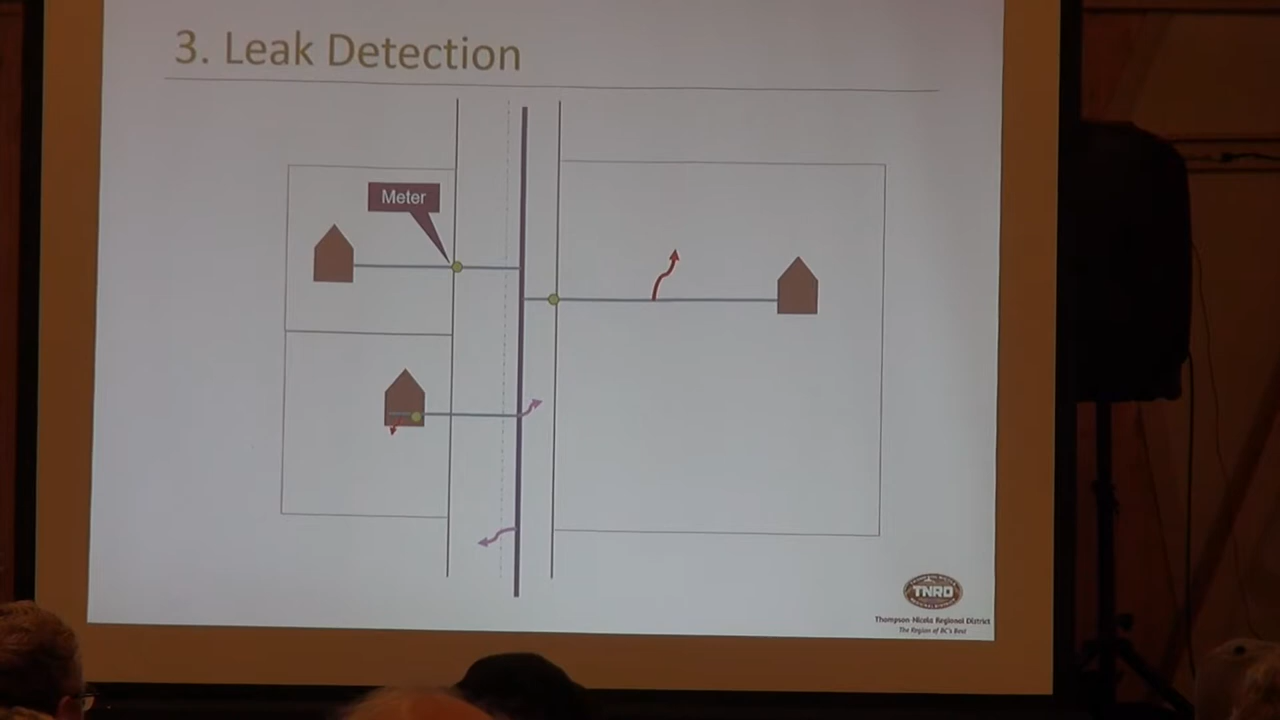 3. Leak Detection
Meter
TNRD
Thompson Nicola Regional District
The Region of BC's Best